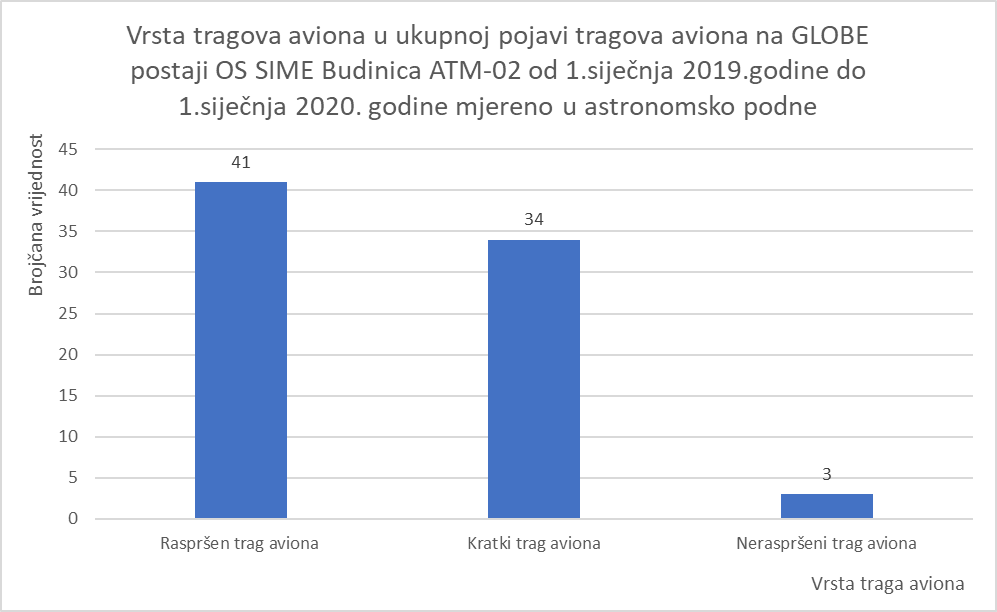 Vrsta tragova aviona u ukupnoj pojavi tragova aviona na GLOBE
postaji OS SIME Budinica ATM-02 od 1.siječnja 2019.godine do
1.siječnja 2020. godine mjereno u astronomsko podne
Brojčana vrijednost
45
40
35
30
25
20
15
10
5
0
41
34
3
Raspršen trag aviona
Kratki trag aviona
Neraspršeni trag aviona
Vrsta traga aviona